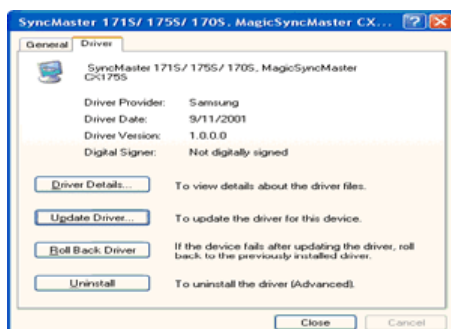 SyncMaster 171S/ 175S/ 170S, MagicSyncMaster CX...
General Driver
SyncMaster 171S/ 175S/ 170S, MagicSyncMaster
CX175S
Driver Provider: Samsung
Driver Date: 9/11/2001
Driver Version: 1.0.0.0
Digital Signer: Not digitally signed
Driver Details... To view details about the driver files.
Update Driver... To update the driver for this device.
Roll Back Driver If the device fails after updating the driver, roll
back to the previously installed driver.
Uninstall To uninstall the driver (Advanced).
Close Cancel